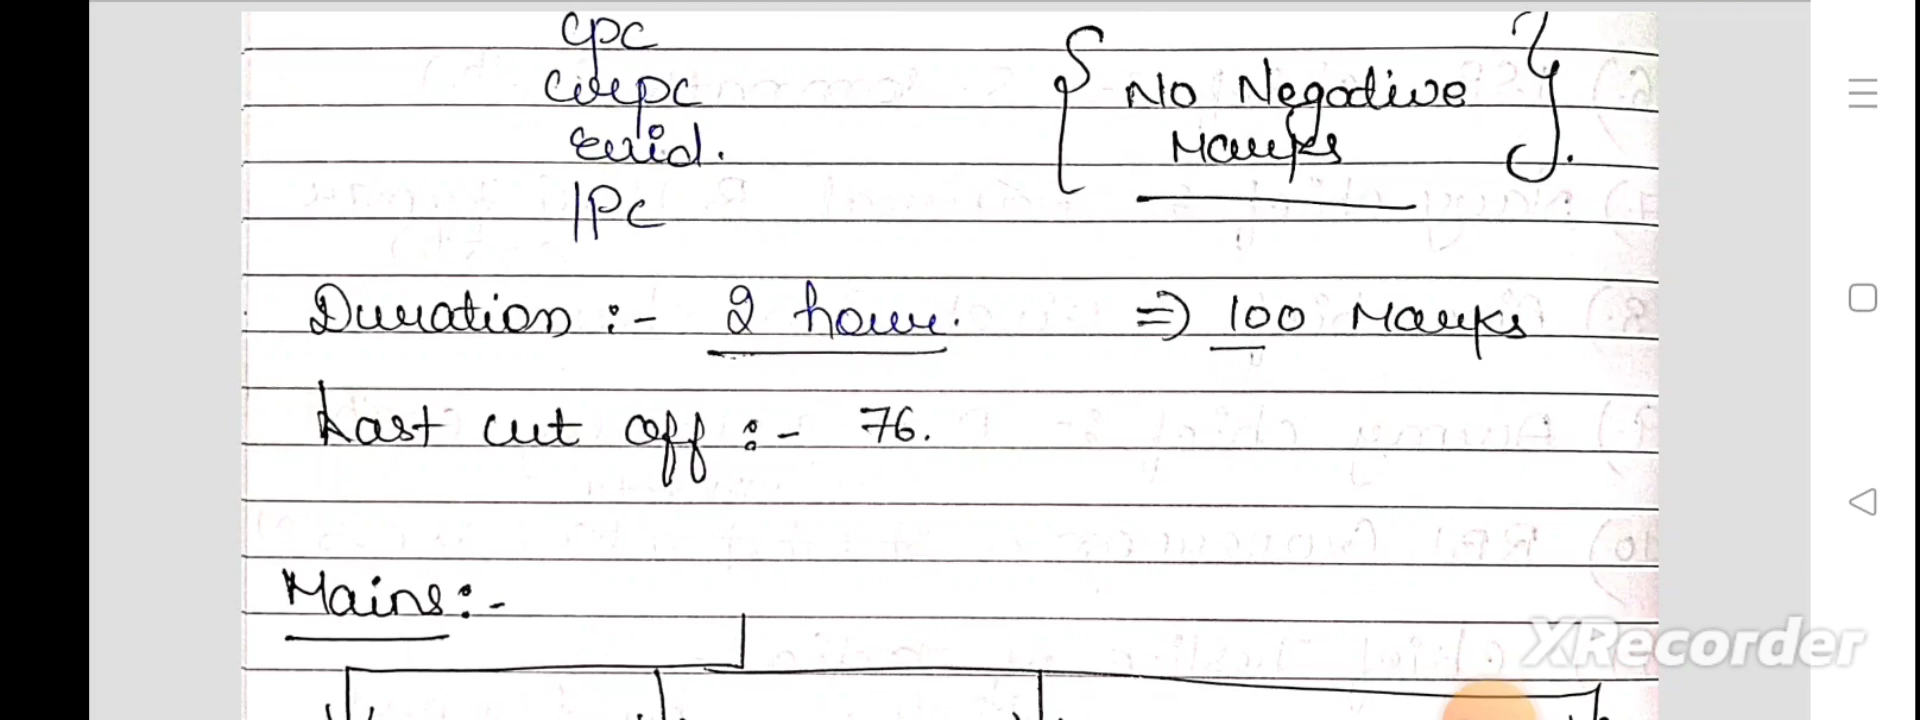 CPC
CrPC
Evid.
IPC
{ No Negative
Marks }.
Duration :- 2 hour. => 100 Marks
Last cut off :- 76.
Mains :-
XRecorder